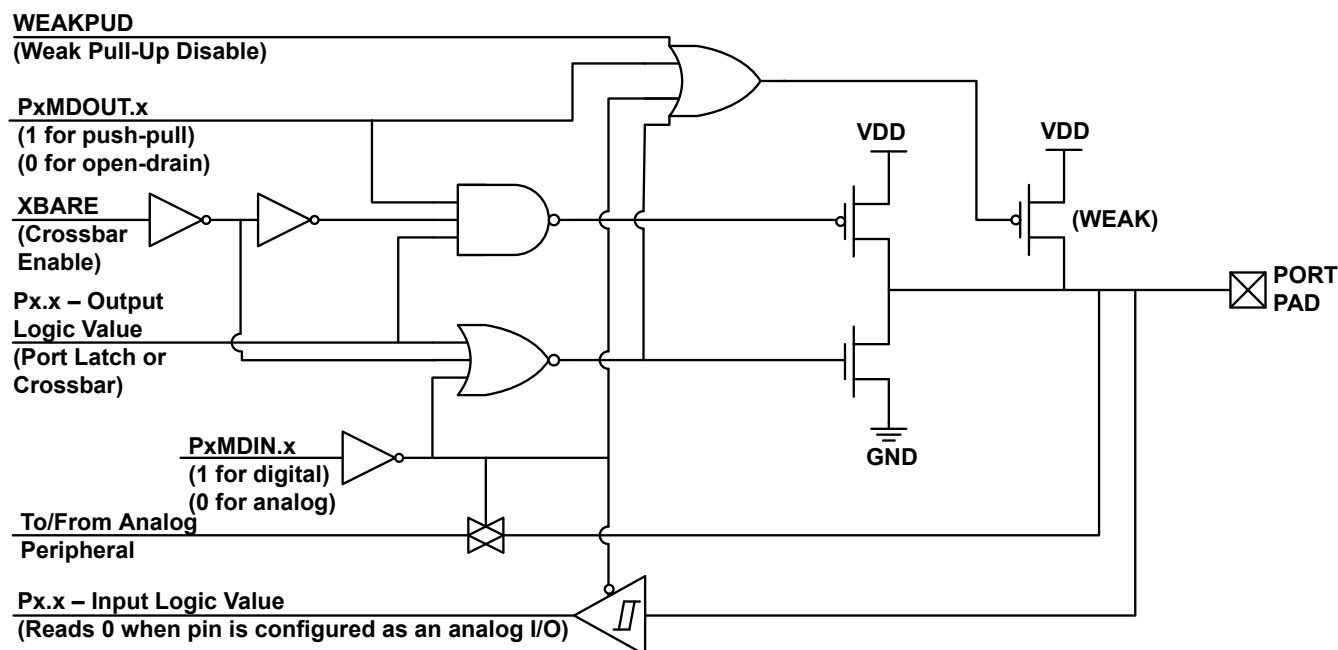 WEAKPUD
(Weak Pull-Up Disable)
PxMDOUT.x
(1 for push-pull)
(0 for open-drain)
VDD
VDD
XBARE
(Crossbar
Enable)
(WEAK)
Px.x – Output
Logic Value
(Port Latch or
Crossbar)
PORT
PAD
PxMDIN.x
(1 for digital)
(0 for analog)
GND
To/From Analog
Peripheral
Px.x – Input Logic Value
(Reads 0 when pin is configured as an analog I/O)